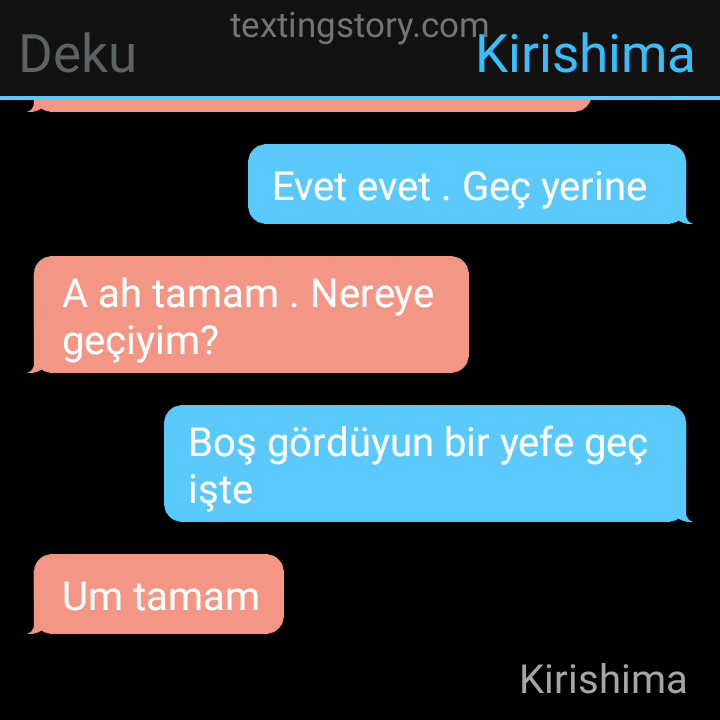 textingstory.com
Deku
Kirishima
Evet evet . Geç yerine
A ah tamam . Nereye
geçiyim?
Boş gördüyun bir yefe geç
işte
Um tamam
Kirishima